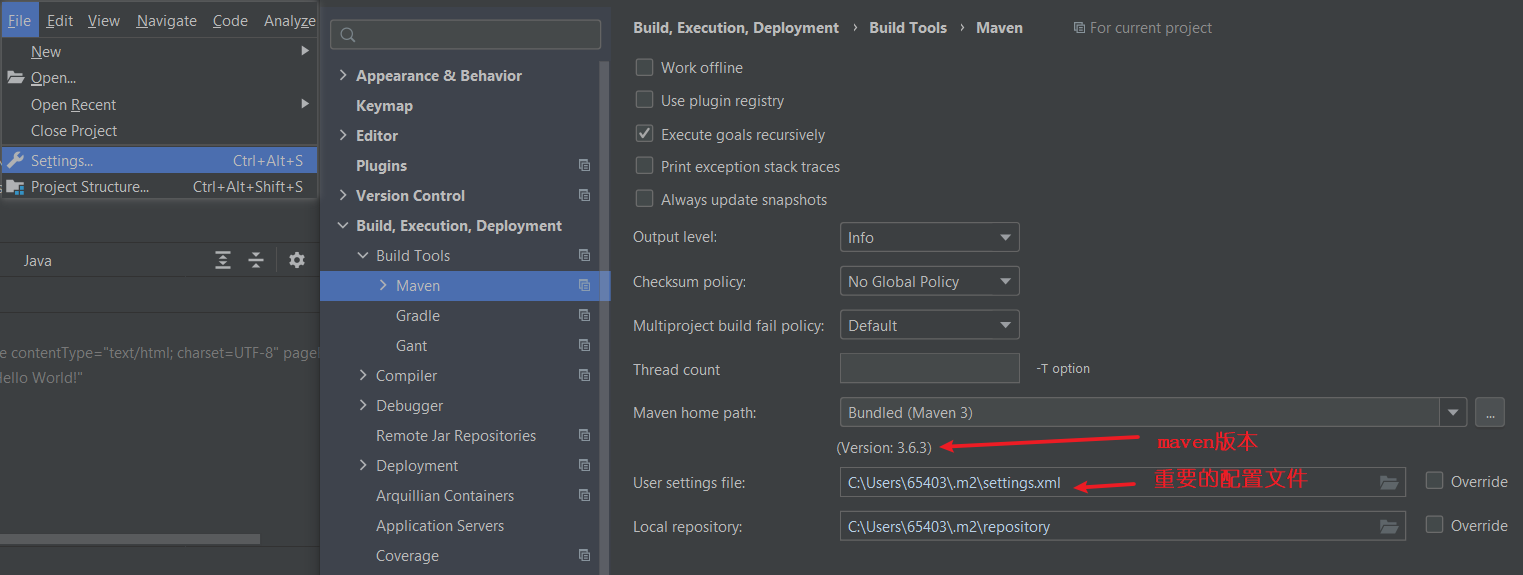 File Edit View Navigate Code Analyze
New
Open...
Open Recent
Close Project
Settings... Ctrl+Alt+S
Project Structure... Ctrl+Alt+Shift+S
Java
e contentType="text/html; charset=UTF-8" pageI
Hello World!"
Appearance & Behavior
Keymap
Editor
Plugins
Version Control
Build, Execution, Deployment
Build Tools
Maven
Gradle
Gant
Compiler
Debugger
Remote Jar Repositories
Deployment
Arquillian Containers
Application Servers
Coverage
Build, Execution, Deployment › Build Tools › Maven For current project
Work offline
Use plugin registry
Execute goals recursively
Print exception stack traces
Always update snapshots
Output level: Info
Checksum policy: No Global Policy
Multiproject build fail policy: Default
Thread count -T option
Maven home path: Bundled (Maven 3) ...
(Version: 3.6.3) maven版本
User settings file: C:\Users\65403\.m2\settings.xml 重要的配置文件 Override
Local repository: C:\Users\65403\.m2\repository Override